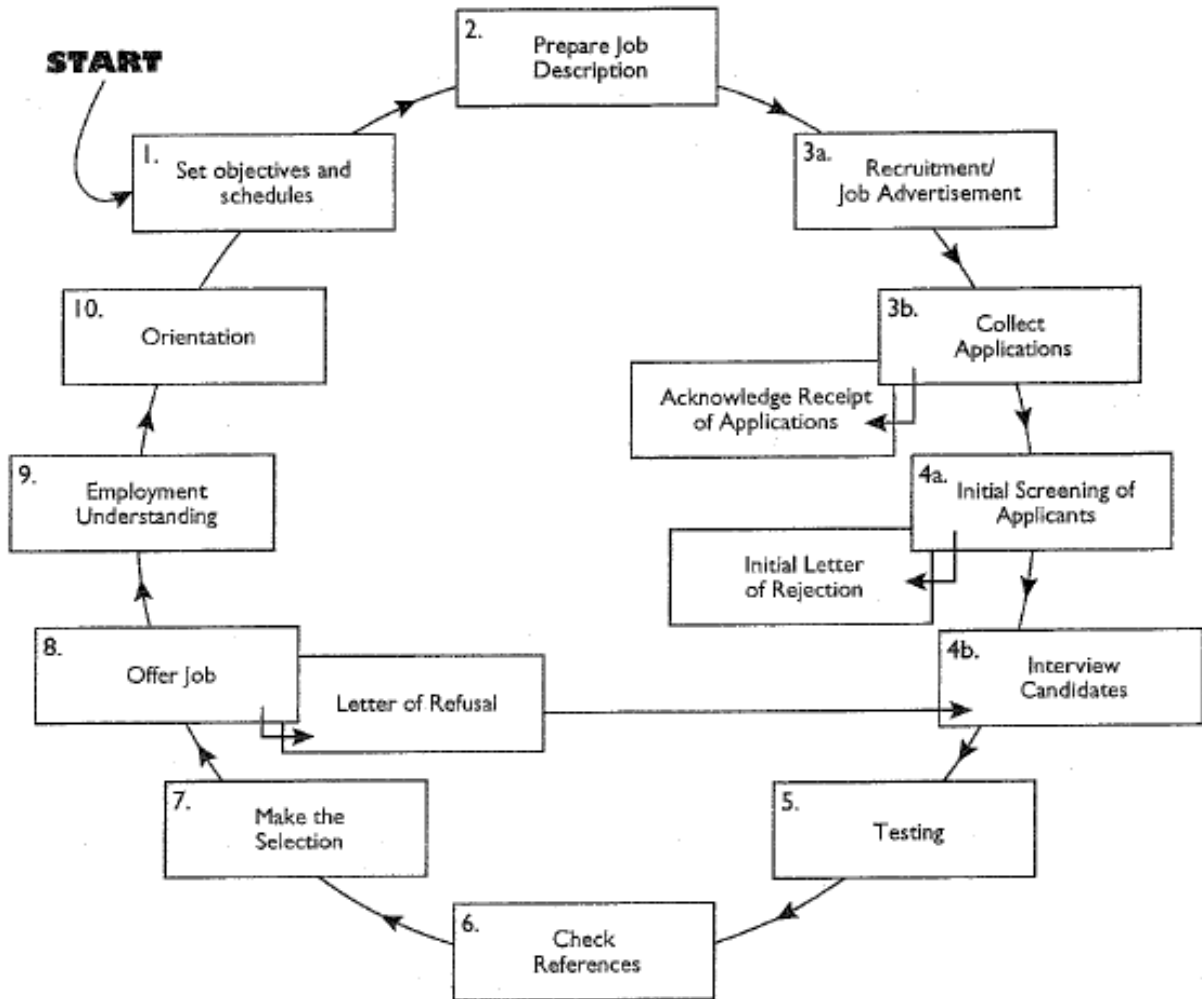 START
1.
Set objectives and
schedules
2.
Prepare Job
Description
3a.
Recruitment/
Job Advertisement
3b.
Collect
Applications
Acknowledge Receipt
of Applications
4a.
Initial Screening of
Applicants
Initial Letter
of Rejection
4b.
Interview
Candidates
5.
Testing
6.
Check
References
7.
Make the
Selection
8.
Offer Job
Letter of Refusal
9.
Employment
Understanding
10.
Orientation